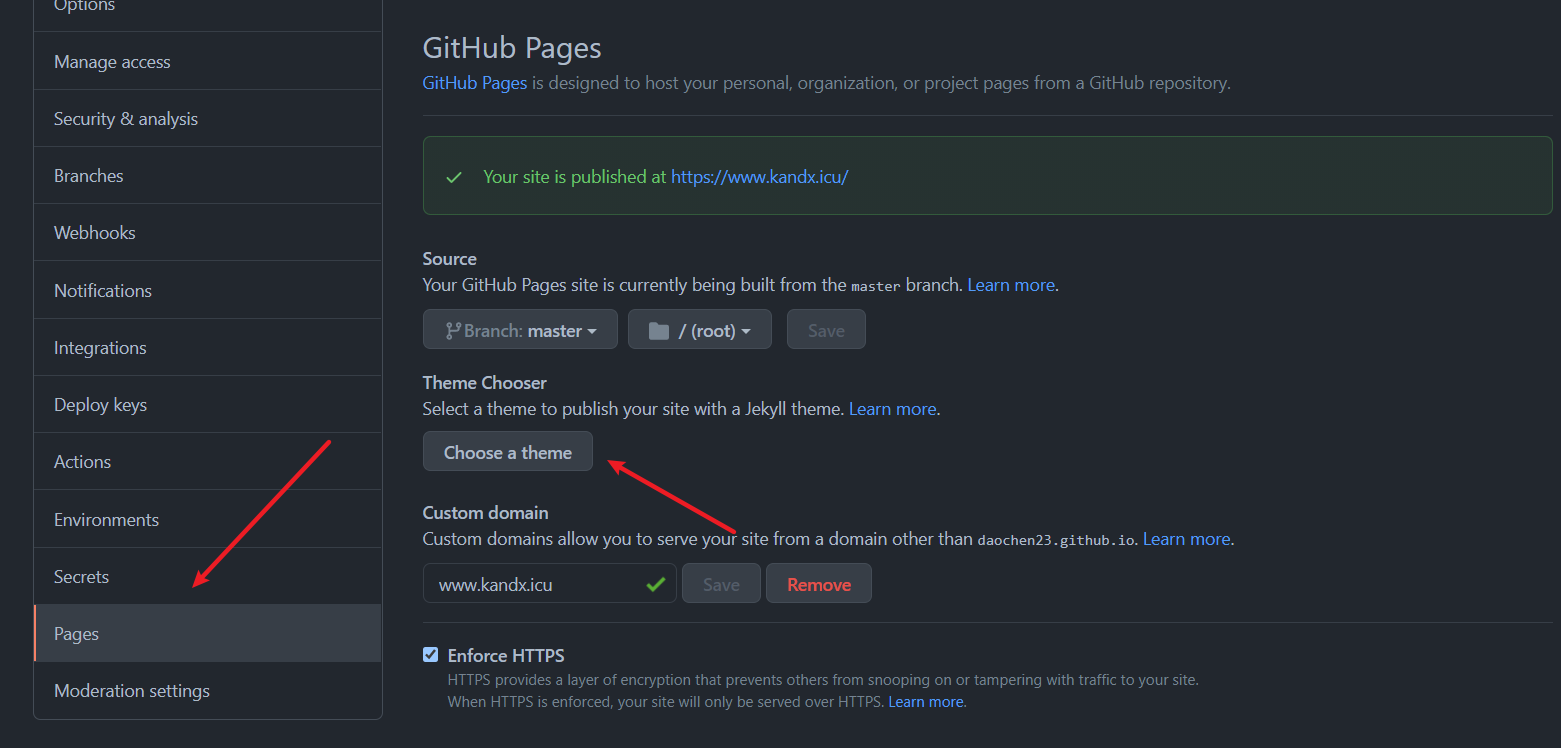 Options
Manage access
Security & analysis
Branches
Webhooks
Notifications
Integrations
Deploy keys
Actions
Environments
Secrets
Pages
Moderation settings
GitHub Pages
GitHub Pages is designed to host your personal, organization, or project pages from a GitHub repository.
Your site is published at https://www.kandx.icu/
Source
Your GitHub Pages site is currently being built from the master branch. Learn more.
Branch: master / (root) Save
Theme Chooser
Select a theme to publish your site with a Jekyll theme. Learn more.
Choose a theme
Custom domain
Custom domains allow you to serve your site from a domain other than daochen23.github.io. Learn more.
www.kandx.icu Save Remove
Enforce HTTPS
HTTPS provides a layer of encryption that prevents others from snooping on or tampering with traffic to your site.
When HTTPS is enforced, your site will only be served over HTTPS. Learn more.